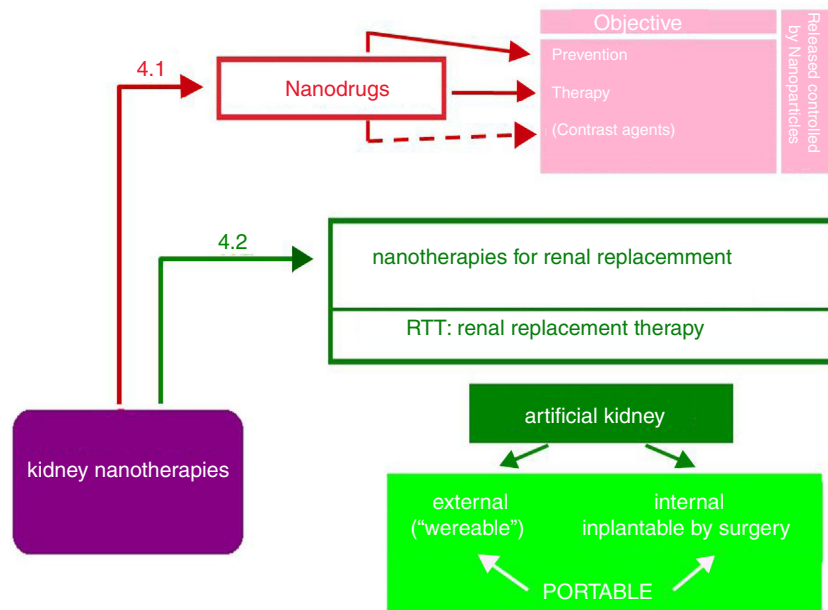 4.1
Nanodrugs
Objective
Prevention
Therapy
(Contrast agents)
Released controlled
by Nanoparticles
4.2
nanotherapies for renal replacemment
RTT: renal replacement therapy
kidney nanotherapies
artificial kidney
external
(“wereable”)
internal
inplantable by surgery
PORTABLE